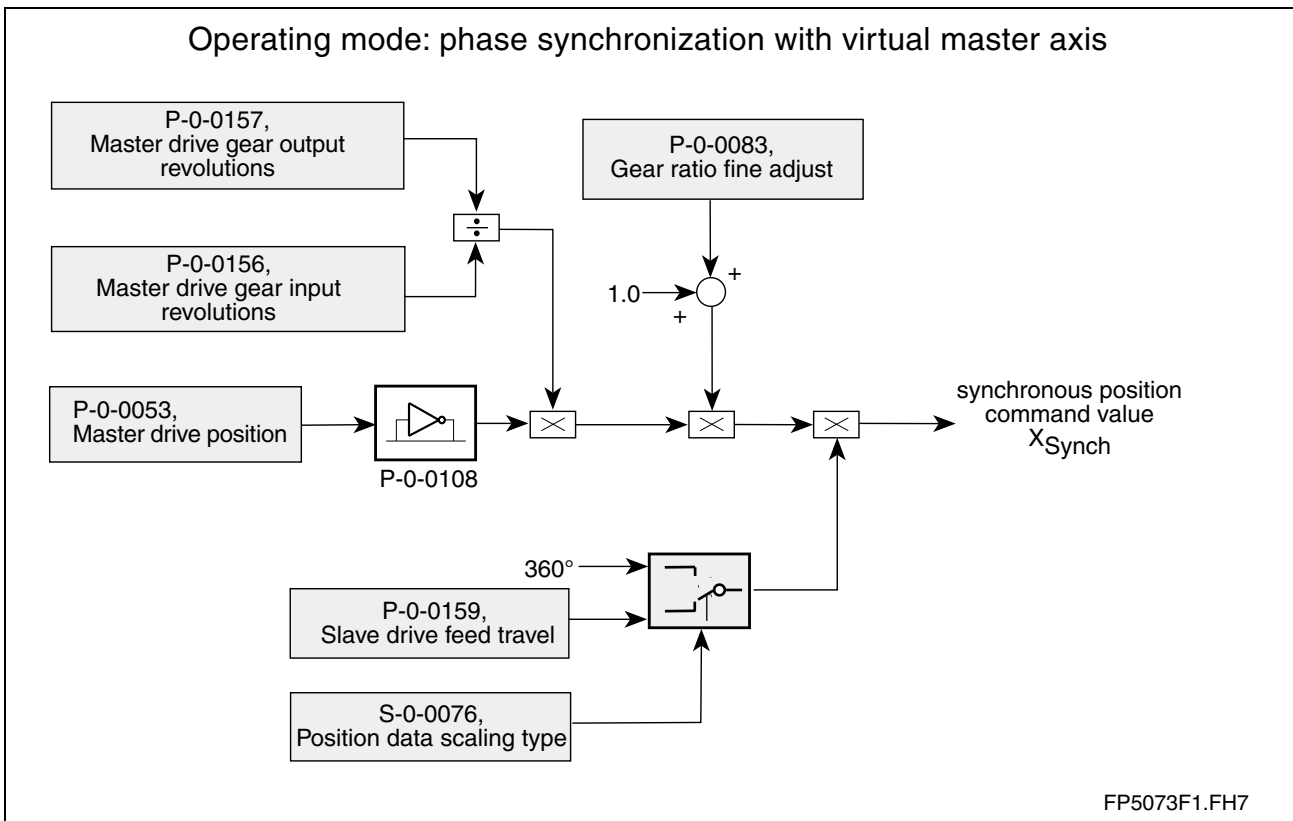 Operating mode: phase synchronization with virtual master axis
P-0-0157,
Master drive gear output
revolutions
P-0-0083,
Gear ratio fine adjust
÷
P-0-0156,
Master drive gear input
revolutions
1.0
+
+
P-0-0053,
Master drive position
P-0-0108
×
×
×
synchronous position
command value
XSynch
360°
P-0-0159,
Slave drive feed travel
S-0-0076,
Position data scaling type
FP5073F1.FH7